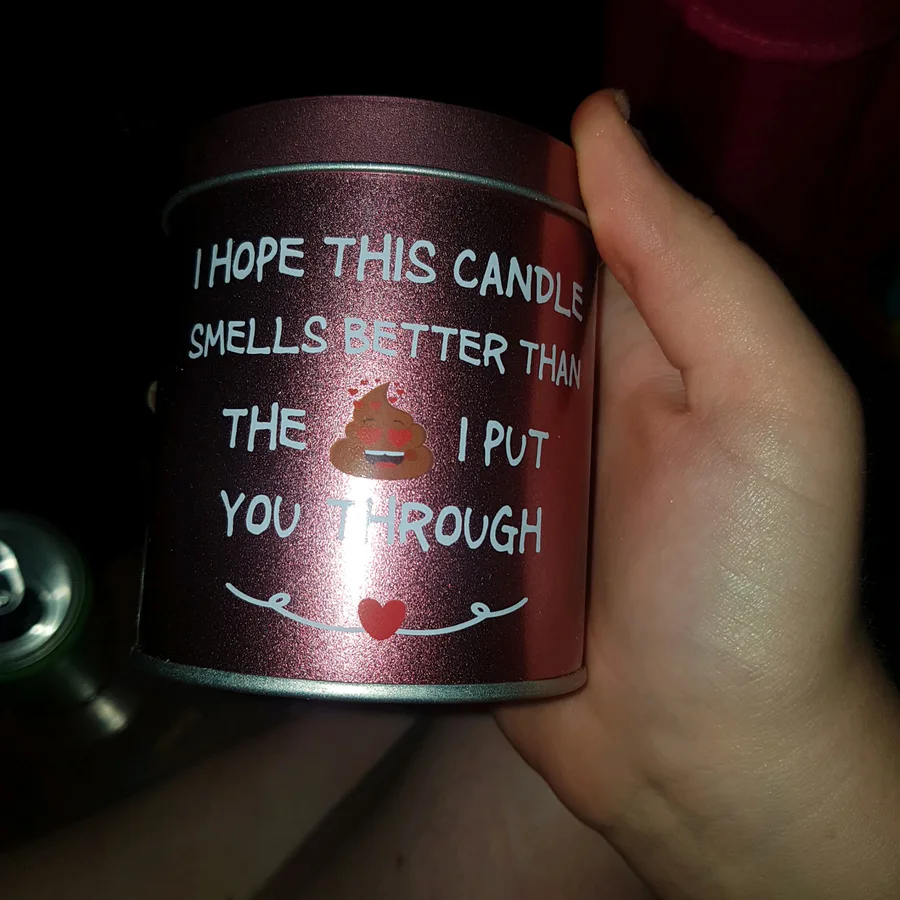 I HOPE THIS CANDLE
SMELLS BETTER THAN
THE 💩 I PUT
YOU THROUGH